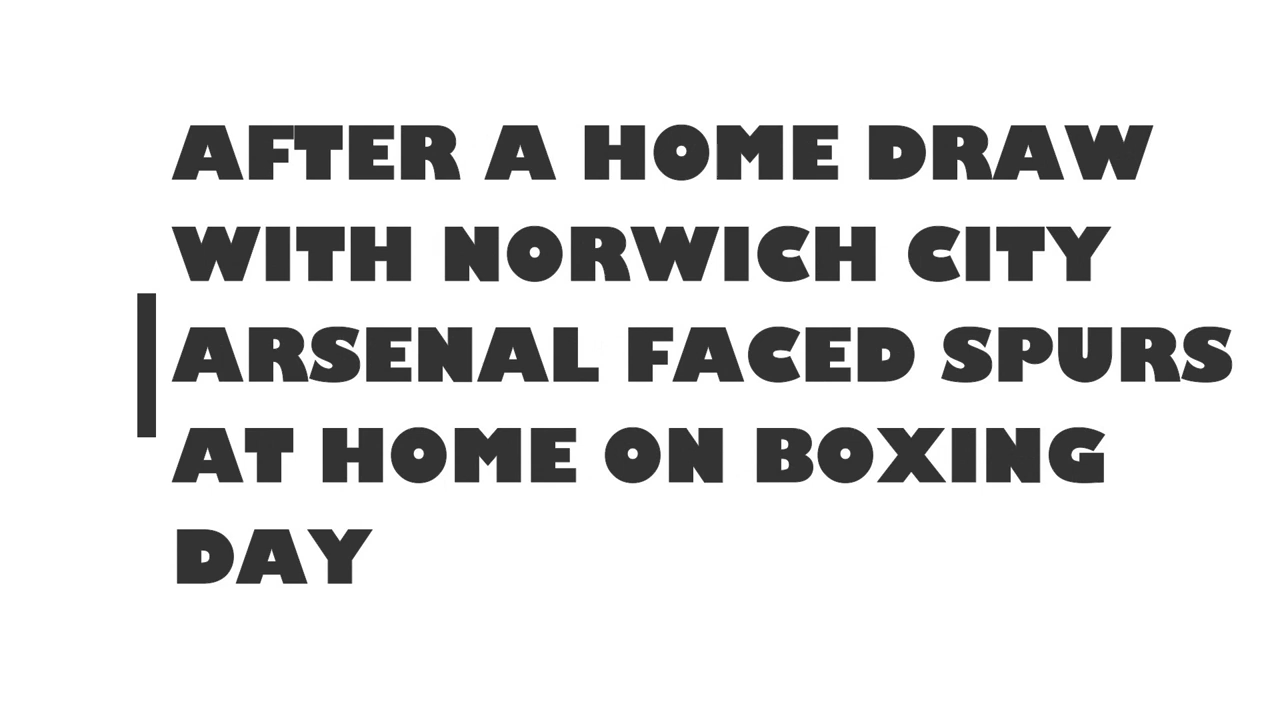 AFTER A HOME DRAW
WITH NORWICH CITY
ARSENAL FACED SPURS
AT HOME ON BOXING
DAY